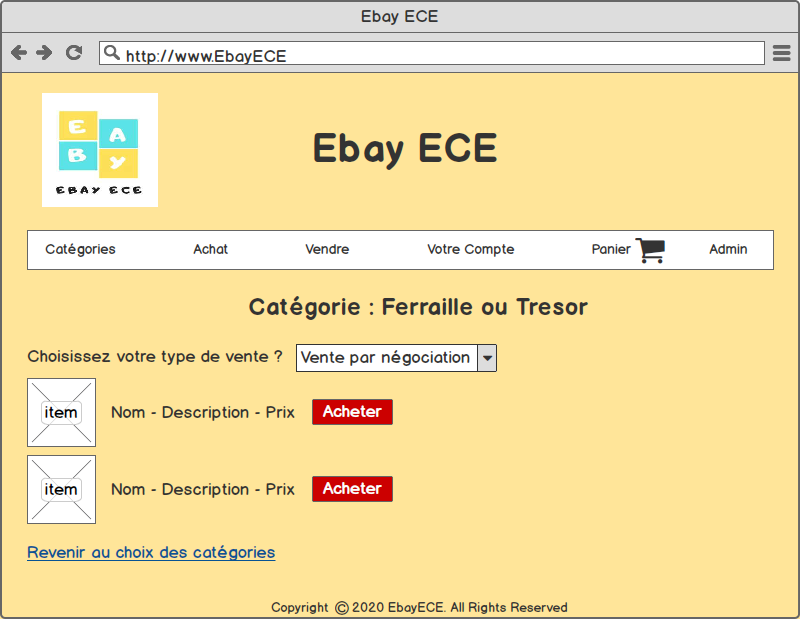 Ebay ECE
http://www.EbayECE
E A
B Y
EBAY ECE
Ebay ECE
Catégories Achat Vendre Votre Compte Panier Admin
Catégorie : Ferraille ou Tresor
Choisissez votre type de vente ? Vente par négociation
item Nom - Description - Prix Acheter
item Nom - Description - Prix Acheter
Revenir au choix des catégories
Copyright © 2020 EbayECE. All Rights Reserved